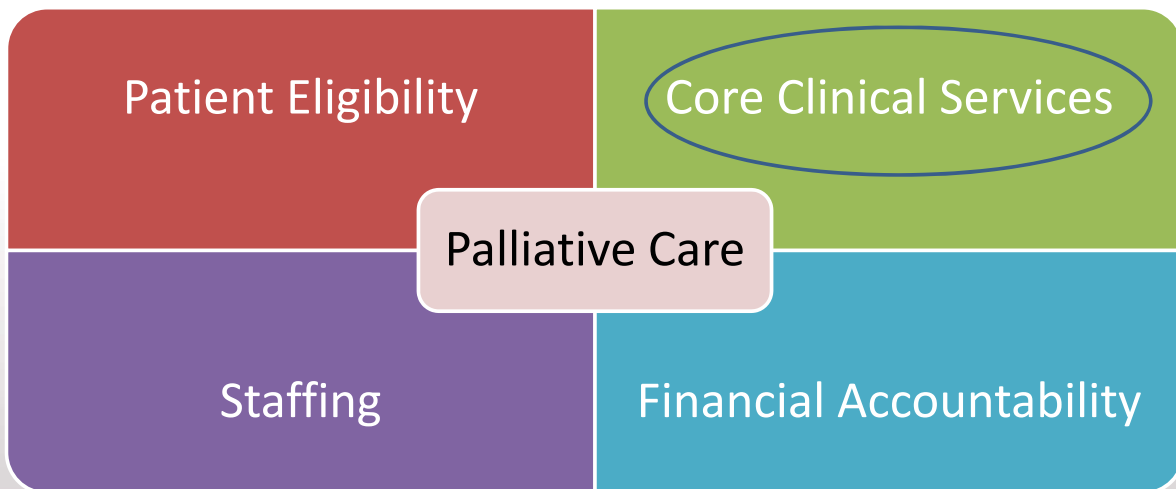 Patient Eligibility
Core Clinical Services
Palliative Care
Staffing
Financial Accountability